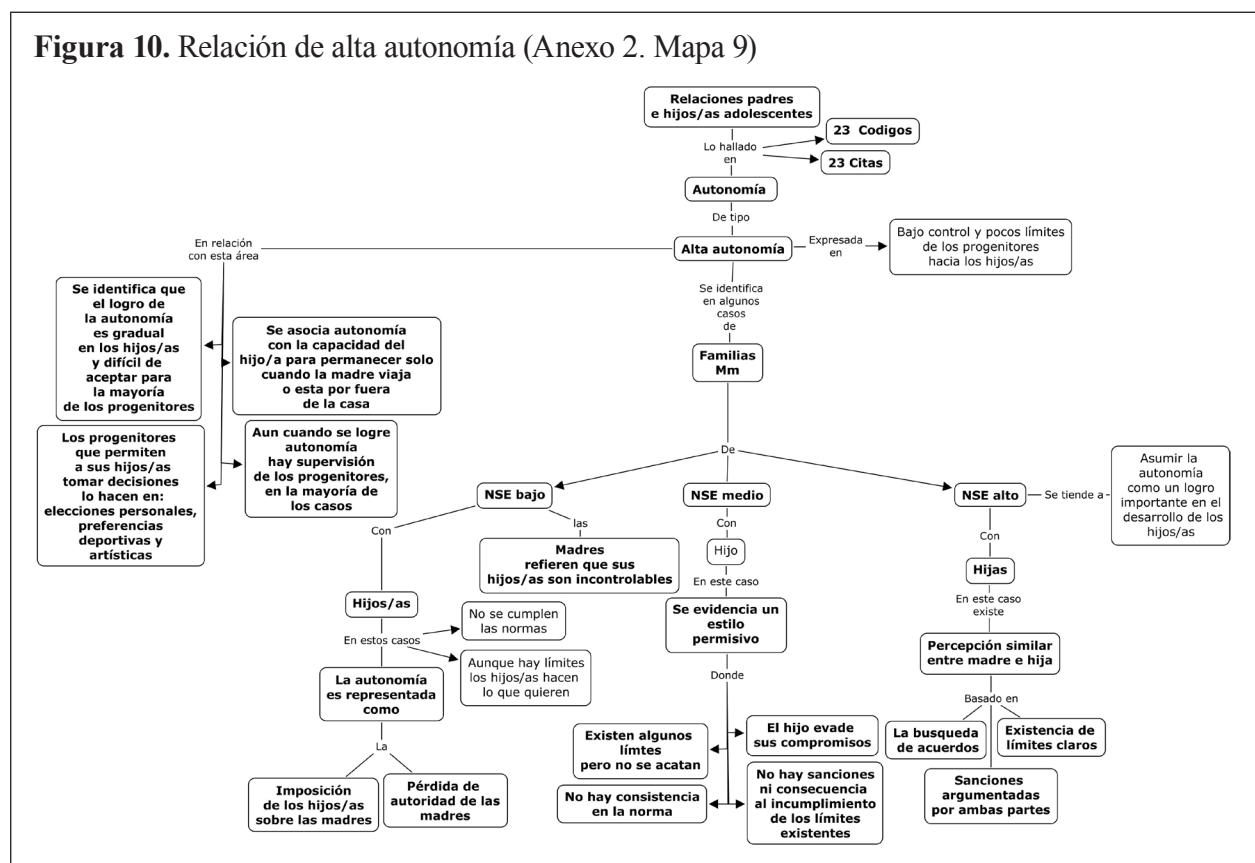 Figura 10. Relación de alta autonomía (Anexo 2. Mapa 9)
Relaciones padres
e hijos/as adolescentes
Lo hallado
en
23 Codigos
23 Citas
Autonomía
De tipo
Alta autonomía
Expresada
en
Bajo control y pocos límites
de los progenitores
hacia los hijos/as
En relación
con esta área
Se identifica que
el logro de
la autonomía
es gradual
en los hijos/as
y difícil de
aceptar para
la mayoría
de los progenitores
Se asocia autonomía
con la capacidad del
hijo/a para permanecer solo
cuando la madre viaja
o esta por fuera
de la casa
Los progenitores
que permiten
a sus hijos/as
tomar decisiones
lo hacen en:
elecciones personales,
preferencias
deportivas y
artísticas
Aun cuando se logre
autonomía
hay supervisión
de los progenitores,
en la mayoría de
los casos
Se identifica
en algunos
casos
de
Familias
Mm
De
NSE bajo
Con
las
Madres
refieren que sus
hijos/as son incontrolables
Hijos/as
En estos casos
No se cumplen
las normas
Aunque hay límites
los hijos/as hacen
lo que quieren
La autonomía
es representada
como
La
Imposición
de los hijos/as
sobre las madres
Pérdida de
autoridad de las
madres
NSE medio
Con
Hijo
En este caso
Se evidencia un
estilo
permisivo
Donde
Existen algunos
límtes
pero no se acatan
El hijo evade
sus compromisos
No hay consistencia
en la norma
No hay sanciones
ni consecuencia
al incumplimiento
de los límites
existentes
NSE alto
Se tiende a
Asumir la
autonomía
como un logro
importante en el
desarrollo de los
hijos/as
Con
Hijas
En este caso
existe
Percepción similar
entre madre e hija
Basado en
La busqueda
de acuerdos
Existencia de
límites claros
Sanciones
argumentadas
por ambas partes